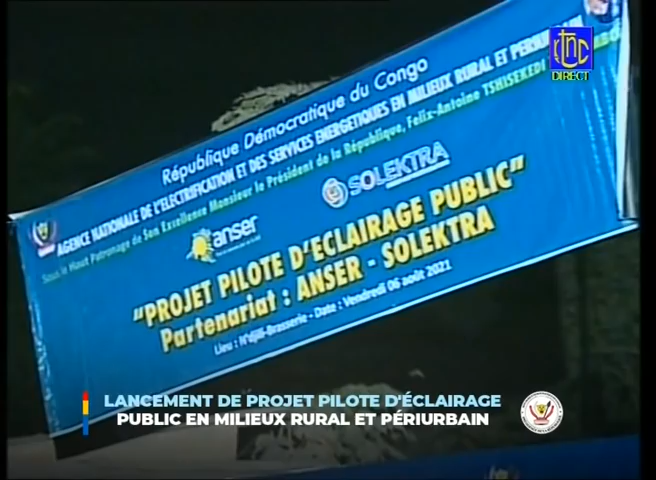 rtnc
DIRECT
République Démocratique du Congo
AGENCE NATIONALE DE L'ELECTRIFICATION ET DES SERVICES ENERGETIQUES EN MILIEUX RURAL ET PERIURBAIN
Sous le Haut Patronage de Son Excellence Monsieur le Président de la République, Felix-Antoine TSHISEKEDI
anser
SOLEKTRA
"PROJET PILOTE D'ECLAIRAGE PUBLIC"
Partenariat : ANSER - SOLEKTRA
Lieu : N'djili-Brasserie - Date : Vendredi 06 août 2021
LANCEMENT DE PROJET PILOTE D'ÉCLAIRAGE
PUBLIC EN MILIEUX RURAL ET PÉRIURBAIN